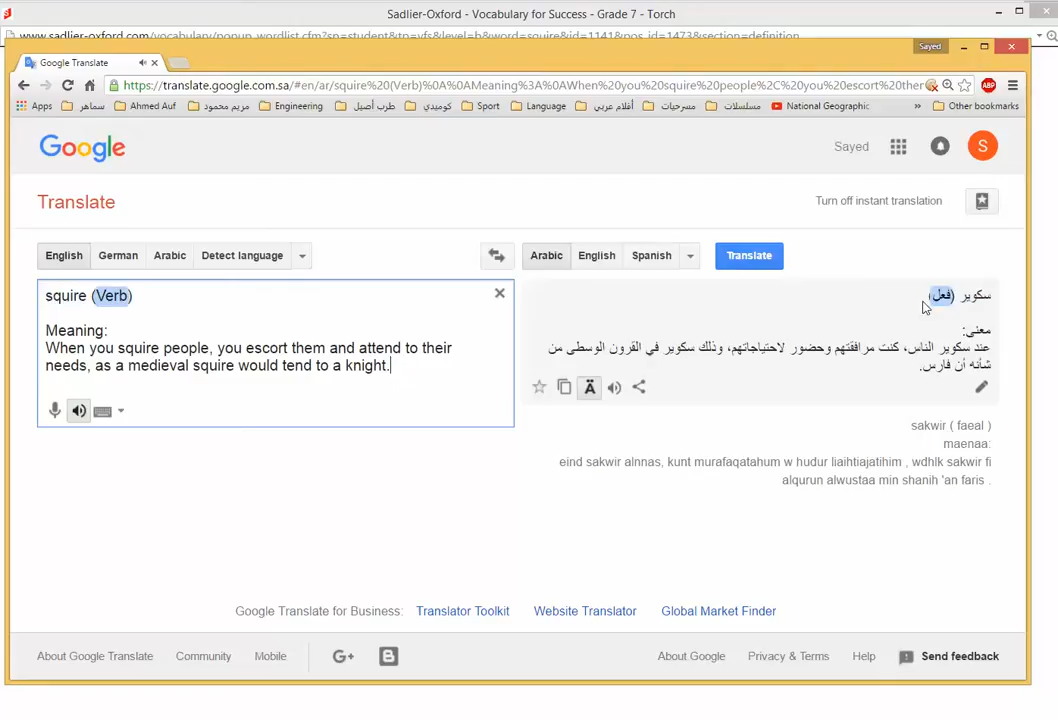 Sadlier-Oxford - Vocabulary for Success - Grade 7 - Torch
www.sadlier-oxford.com/vocabulary/popup_wordlist.cfm?sp=student&tp=vfs&level=b&word=squire&id=1141&pos_id=1473&section=definition
Google Translate
Sayed
https://translate.google.com.sa/#en/ar/squire%20(Verb)%0A%0AMeaning%3A%0AWhen%20you%20squire%20people%2C%20you%20escort%20ther
Apps سماهر Ahmed Auf مريم محمود Engineering طرب أصيل كوميدي Sport Language أفلام عربي مسرحيات مسلسلات National Geographic » Other bookmarks
Google
Sayed
S
Translate
Turn off instant translation
English German Arabic Detect language
Arabic English Spanish Translate
squire (Verb)
Meaning:
When you squire people, you escort them and attend to their
needs, as a medieval squire would tend to a knight.
سكوير (فعل)
معنى:
عند سكوير الناس، كنت مرافقتهم وحضور لاحتياجاتهم، وذلك سكوير في القرون الوسطى من
شأنه أن فارس.
Ä
sakwir ( faeal )
maenaa:
eind sakwir alnnas, kunt murafaqatahum w hudur liaihtiajatihim , wdhlk sakwir fi
alqurun alwustaa min shanih 'an faris .
Google Translate for Business: Translator Toolkit Website Translator Global Market Finder
About Google Translate Community Mobile G+ B About Google Privacy & Terms Help Send feedback